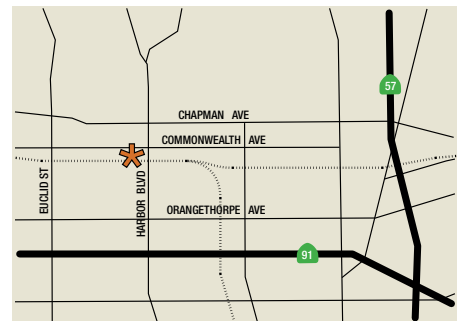 57
CHAPMAN AVE
COMMONWEALTH AVE
EUCLID ST
HARBOR BLVD
ORANGETHORPE AVE
91